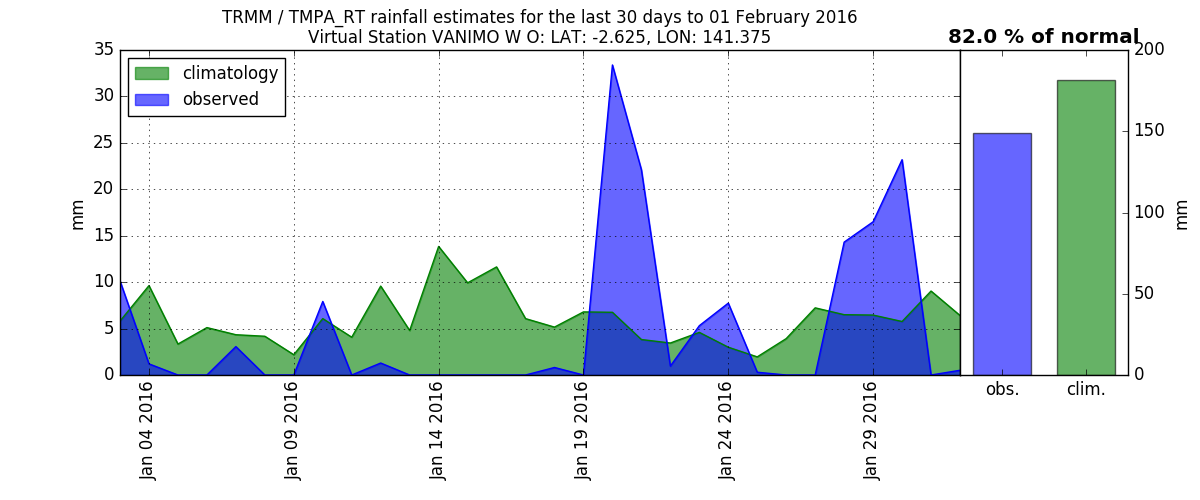 TRMM / TMPA_RT rainfall estimates for the last 30 days to 01 February 2016
Virtual Station VANIMO W O: LAT: -2.625, LON: 141.375
82.0 % of normal
climatology
observed
35
30
25
20
15
10
5
0
mm
Jan 04 2016
Jan 09 2016
Jan 14 2016
Jan 19 2016
Jan 24 2016
Jan 29 2016
200
150
100
50
0
mm
obs.
clim.